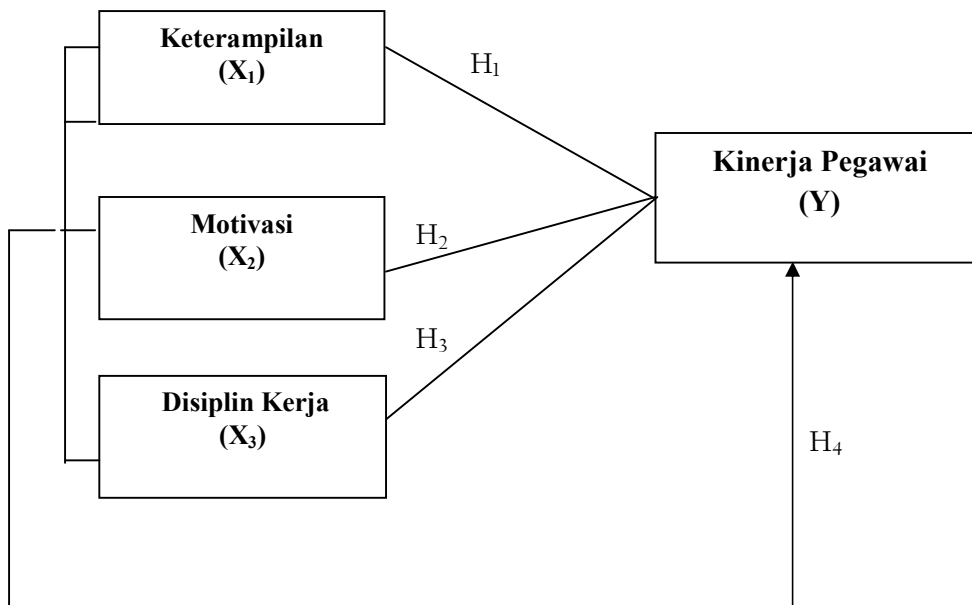 Keterampilan
(X₁)
H₁
Kinerja Pegawai
(Y)
Motivasi
(X₂)
H₂
H₃
Disiplin Kerja
(X₃)
H₄